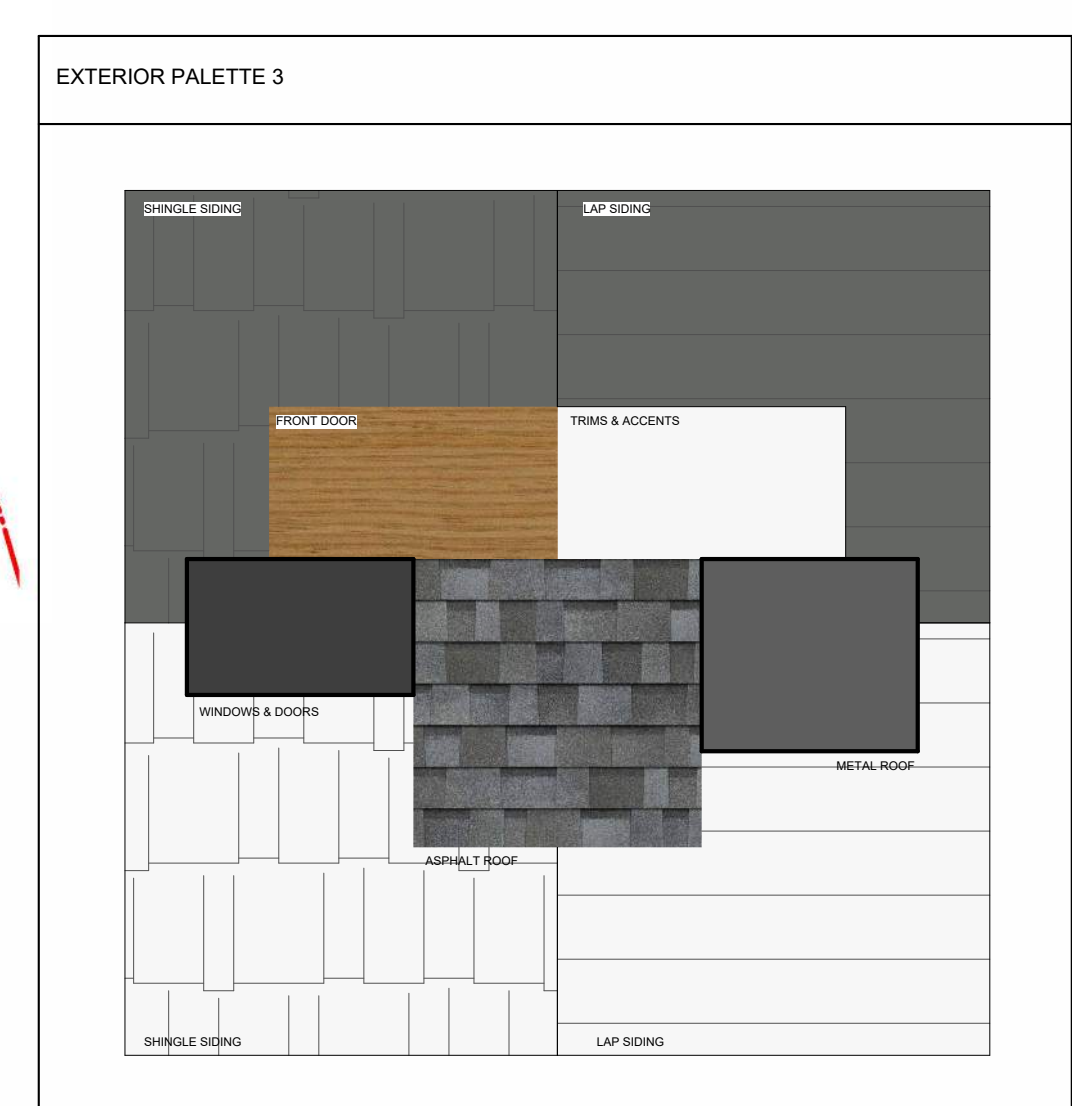 EXTERIOR PALETTE 3
SHINGLE SIDING
LAP SIDING
FRONT DOOR
TRIMS & ACCENTS
WINDOWS & DOORS
METAL ROOF
ASPHALT ROOF
SHINGLE SIDING
LAP SIDING